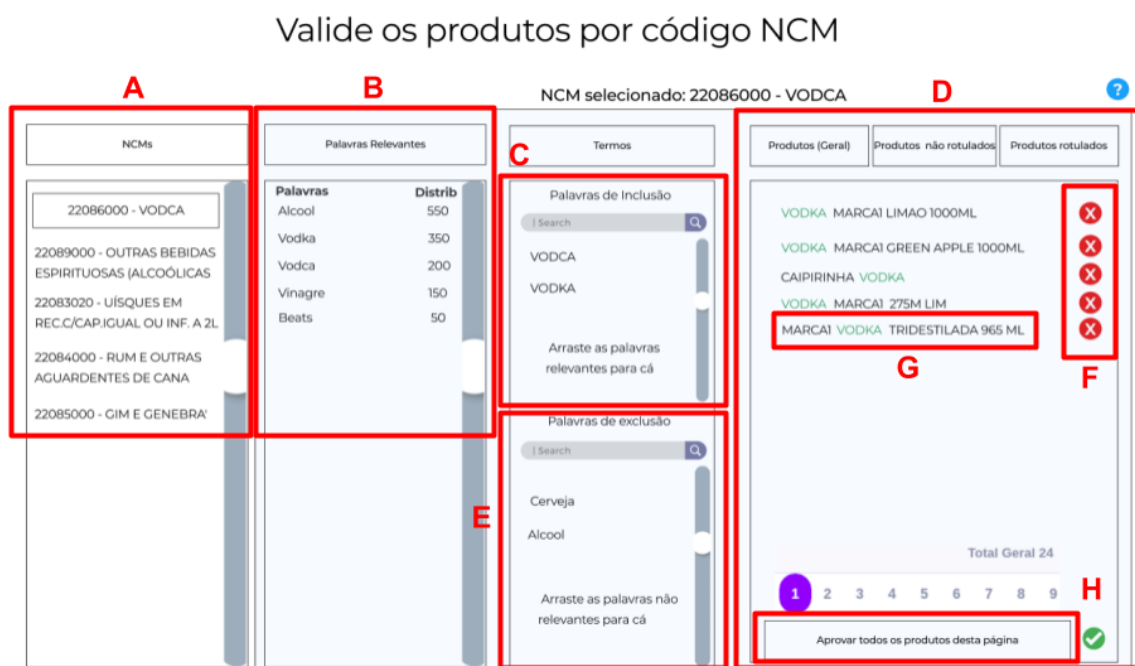 Valide os produtos por código NCM
A
B
NCM selecionado: 22086000 - VODCA
D
?
NCMs
Palavras Relevantes
C
Termos
Produtos (Geral)
Produtos não rotulados
Produtos rotulados
22086000 - VODCA
22089000 - OUTRAS BEBIDAS
ESPIRITUOSAS (ALCOÓLICAS
22083020 - UÍSQUES EM
REC.C/CAP.IGUAL OU INF. A 2L
22084000 - RUM E OUTRAS
AGUARDENTES DE CANA
22085000 - GIM E GENEBRA'
Palavras Distrib
Alcool 550
Vodka 350
Vodca 200
Vinagre 150
Beats 50
Palavras de Inclusão
| Search
VODCA
VODKA
Arraste as palavras
relevantes para cá
Palavras de exclusão
| Search
E
Cerveja
Alcool
Arraste as palavras não
relevantes para cá
VODKA MARCA1 LIMAO 1000ML X
VODKA MARCA1 GREEN APPLE 1000ML X
CAIPIRINHA VODKA X
VODKA MARCA1 275M LIM X
MARCA1 VODKA TRIDESTILADA 965 ML X
G
F
Total Geral 24
1 2 3 4 5 6 7 8 9
H
Aprovar todos os produtos desta página